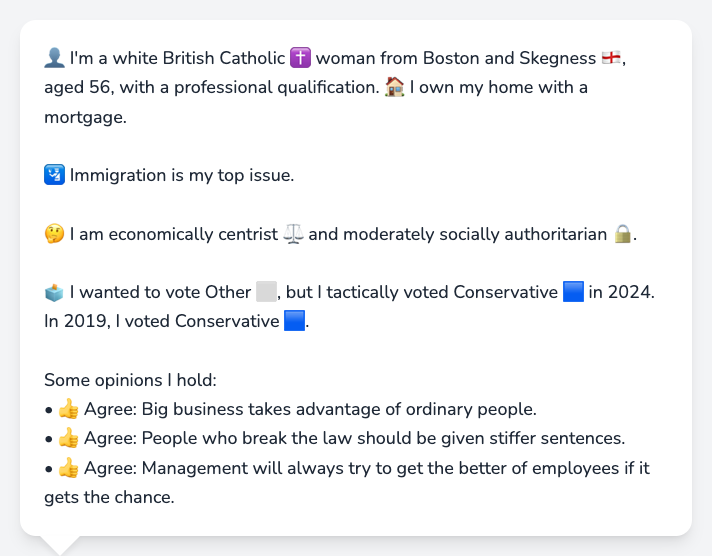 👤 I'm a white British Catholic ✝️ woman from Boston and Skegness 🏴󠁧󠁢󠁥󠁮󠁧󠁿,
aged 56, with a professional qualification. 🏠 I own my home with a
mortgage.
🛂 Immigration is my top issue.
🤔 I am economically centrist ⚖️ and moderately socially authoritarian 🔒.
🗳️ I wanted to vote Other ⬜, but I tactically voted Conservative 🟦 in 2024.
In 2019, I voted Conservative 🟦.
Some opinions I hold:
• 👍 Agree: Big business takes advantage of ordinary people.
• 👍 Agree: People who break the law should be given stiffer sentences.
• 👍 Agree: Management will always try to get the better of employees if it
gets the chance.